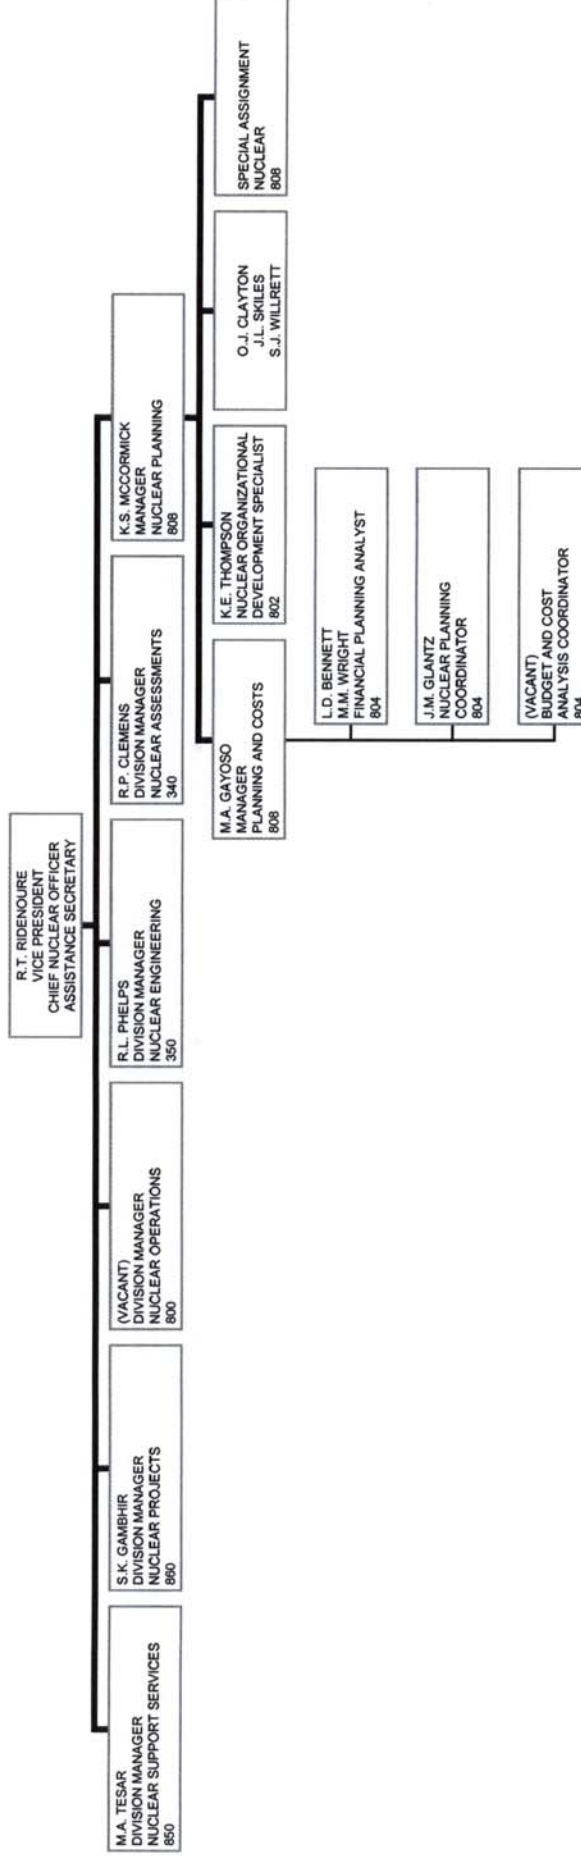 R.T. RIDENOURE
VICE PRESIDENT
CHIEF NUCLEAR OFFICER
ASSISTANCE SECRETARY
M.A. TESAR
DIVISION MANAGER
NUCLEAR SUPPORT SERVICES
850
S.K. GAMBHIR
DIVISION MANAGER
NUCLEAR PROJECTS
860
(VACANT)
DIVISION MANAGER
NUCLEAR OPERATIONS
800
R.L. PHELPS
DIVISION MANAGER
NUCLEAR ENGINEERING
350
R.P. CLEMENS
DIVISION MANAGER
NUCLEAR ASSESSMENTS
340
K.S. MCCORMICK
MANAGER
NUCLEAR PLANNING
808
M.A. GAYOSO
MANAGER
PLANNING AND COSTS
808
K.E. THOMPSON
NUCLEAR ORGANIZATIONAL
DEVELOPMENT SPECIALIST
802
O.J. CLAYTON
J.L. SKILES
S.J. WILLRETT
SPECIAL ASSIGNMENT
NUCLEAR
808
L.D. BENNETT
M.M. WRIGHT
FINANCIAL PLANNING ANALYST
804
J.M. GLANTZ
NUCLEAR PLANNING
COORDINATOR
804
(VACANT)
BUDGET AND COST
ANALYSIS COORDINATOR
804